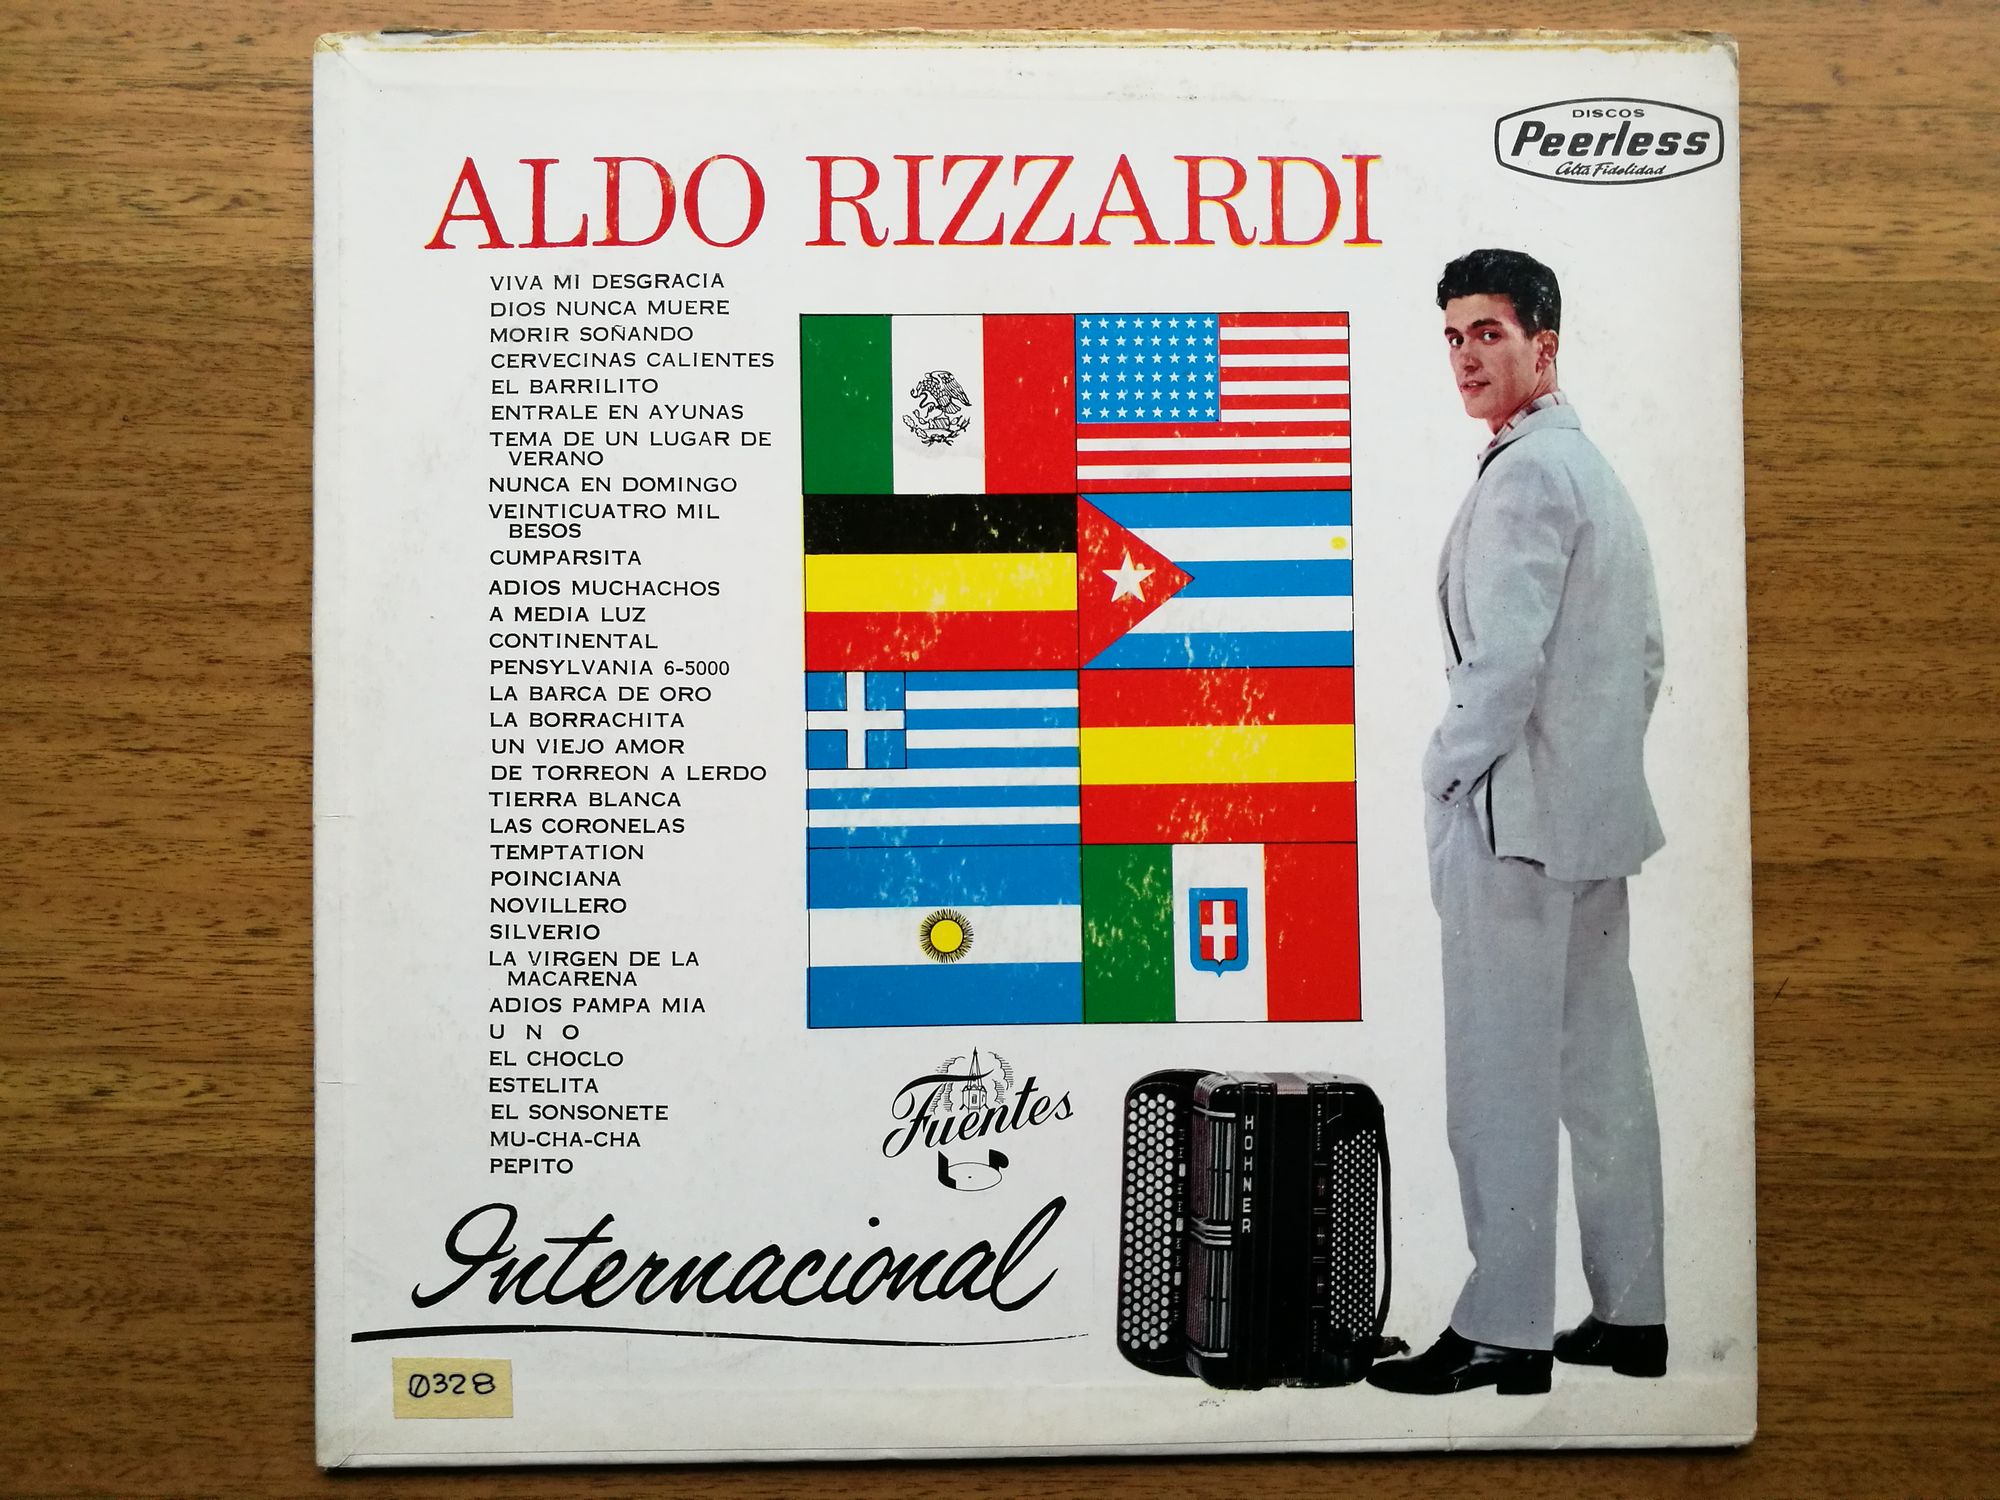 DISCOS
Peerless
Alta Fidelidad
ALDO RIZZARDI
VIVA MI DESGRACIA
DIOS NUNCA MUERE
MORIR SOÑANDO
CERVECINAS CALIENTES
EL BARRILITO
ENTRALE EN AYUNAS
TEMA DE UN LUGAR DE
VERANO
NUNCA EN DOMINGO
VEINTICUATRO MIL
BESOS
CUMPARSITA
ADIOS MUCHACHOS
A MEDIA LUZ
CONTINENTAL
PENSYLVANIA 6-5000
LA BARCA DE ORO
LA BORRACHITA
UN VIEJO AMOR
DE TORREON A LERDO
TIERRA BLANCA
LAS CORONELAS
TEMPTATION
POINCIANA
NOVILLERO
SILVERIO
LA VIRGEN DE LA
MACARENA
ADIOS PAMPA MIA
U N O
EL CHOCLO
ESTELITA
EL SONSONETE
MU-CHA-CHA
PEPITO
Fuentes
HOHNER
Internacional
0328